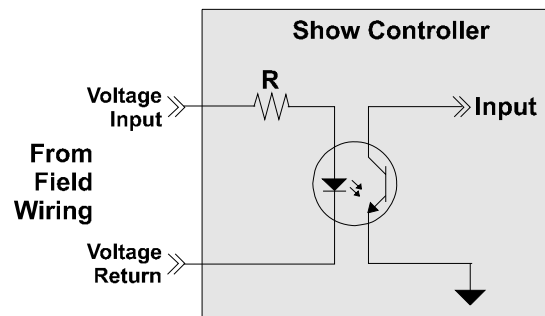 Show Controller
R
Voltage
Input
Input
From
Field
Wiring
Voltage
Return